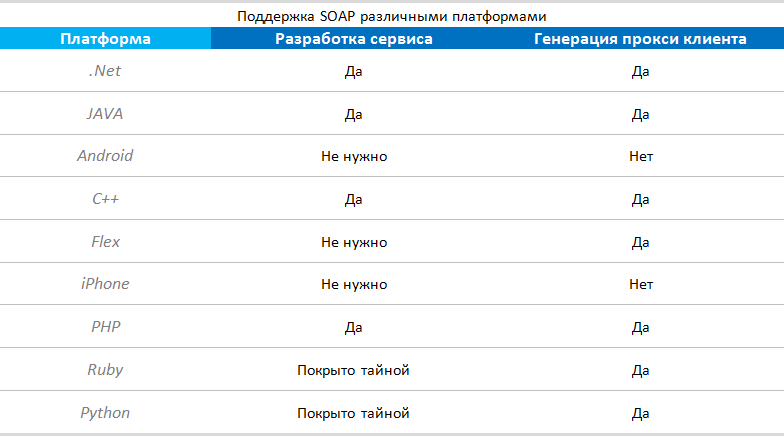 Поддержка SOAP различными платформами
Платформа Разработка сервиса Генерация прокси клиента
.Net Да Да
JAVA Да Да
Android Не нужно Нет
C++ Да Да
Flex Не нужно Да
iPhone Не нужно Нет
PHP Да Да
Ruby Покрыто тайной Да
Python Покрыто тайной Да